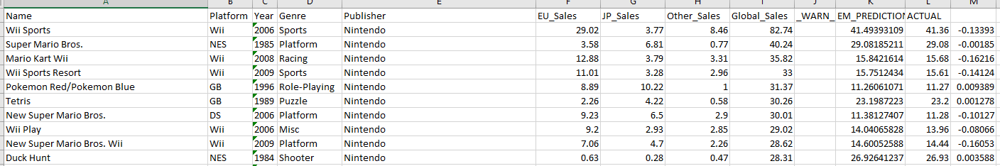 A B C D E F G H I J K L M
Name Platform Year Genre Publisher EU_Sales JP_Sales Other_Sales Global_Sales _WARN_ EM_PREDICTION ACTUAL
Wii Sports Wii 2006 Sports Nintendo 29.02 3.77 8.46 82.74 41.49393109 41.36 -0.13393
Super Mario Bros. NES 1985 Platform Nintendo 3.58 6.81 0.77 40.24 29.08185211 29.08 -0.00185
Mario Kart Wii Wii 2008 Racing Nintendo 12.88 3.79 3.31 35.82 15.8421614 15.68 -0.16216
Wii Sports Resort Wii 2009 Sports Nintendo 11.01 3.28 2.96 33 15.7512434 15.61 -0.14124
Pokemon Red/Pokemon Blue GB 1996 Role-Playing Nintendo 8.89 10.22 1 31.37 11.26061071 11.27 0.009389
Tetris GB 1989 Puzzle Nintendo 2.26 4.22 0.58 30.26 23.1987223 23.2 0.001278
New Super Mario Bros. DS 2006 Platform Nintendo 9.23 6.5 2.9 30.01 11.38127407 11.28 -0.10127
Wii Play Wii 2006 Misc Nintendo 9.2 2.93 2.85 29.02 14.04065828 13.96 -0.08066
New Super Mario Bros. Wii Wii 2009 Platform Nintendo 7.06 4.7 2.26 28.62 14.60052588 14.44 -0.16053
Duck Hunt NES 1984 Shooter Nintendo 0.63 0.28 0.47 28.31 26.92641237 26.93 0.003588